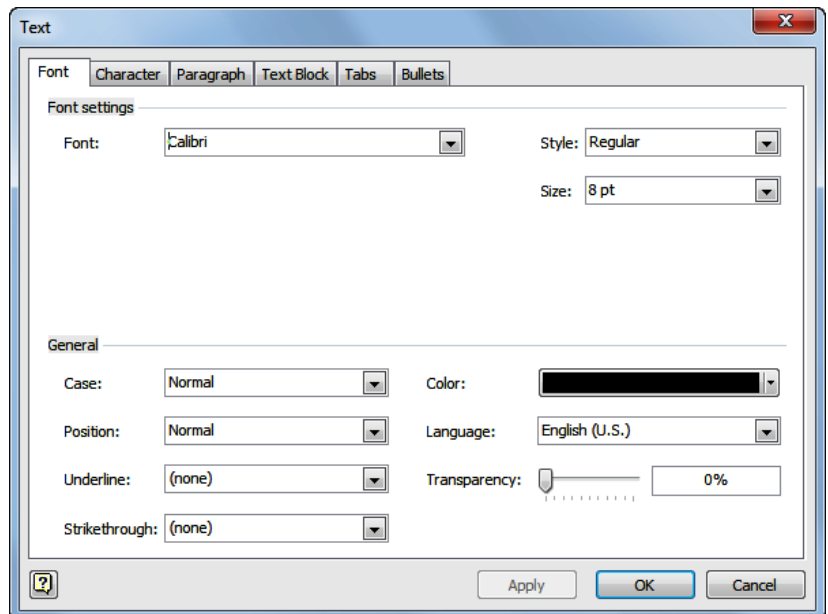 Text
Font Character Paragraph Text Block Tabs Bullets
Font settings
Font: Calibri Style: Regular
Size: 8 pt
General
Case: Normal Color:
Position: Normal Language: English (U.S.)
Underline: (none) Transparency: 0%
Strikethrough: (none)
? Apply OK Cancel